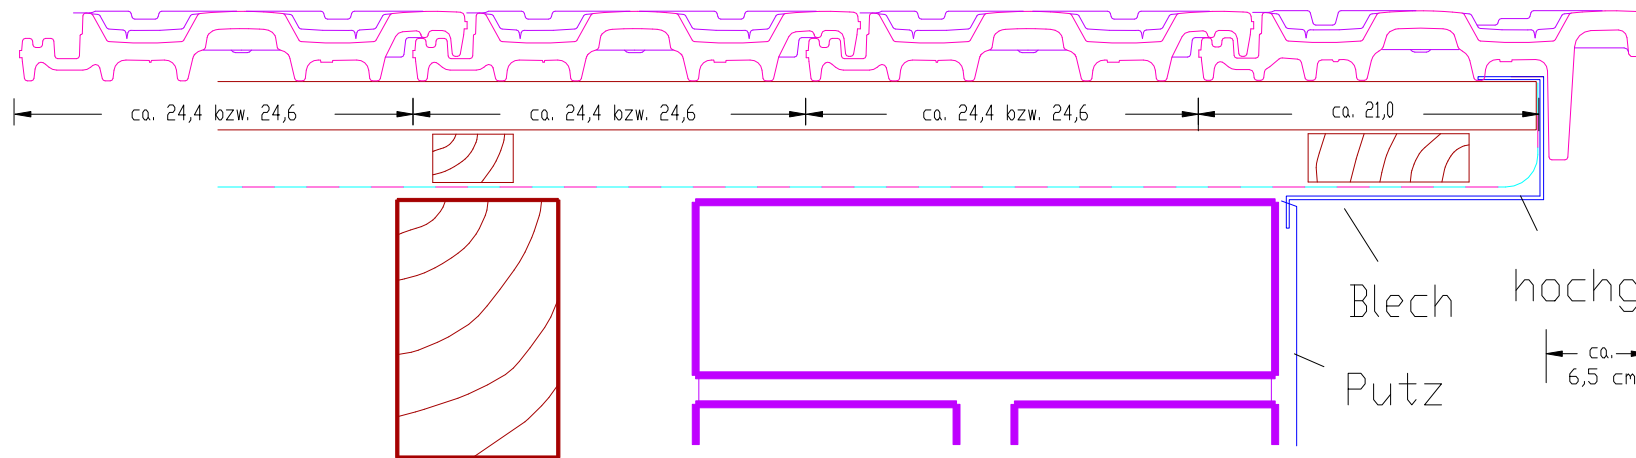 ca. 24,4 bzw. 24,6
ca. 24,4 bzw. 24,6
ca. 24,4 bzw. 24,6
ca. 21,0
Blech
hochg
ca.
6,5 cm
Putz